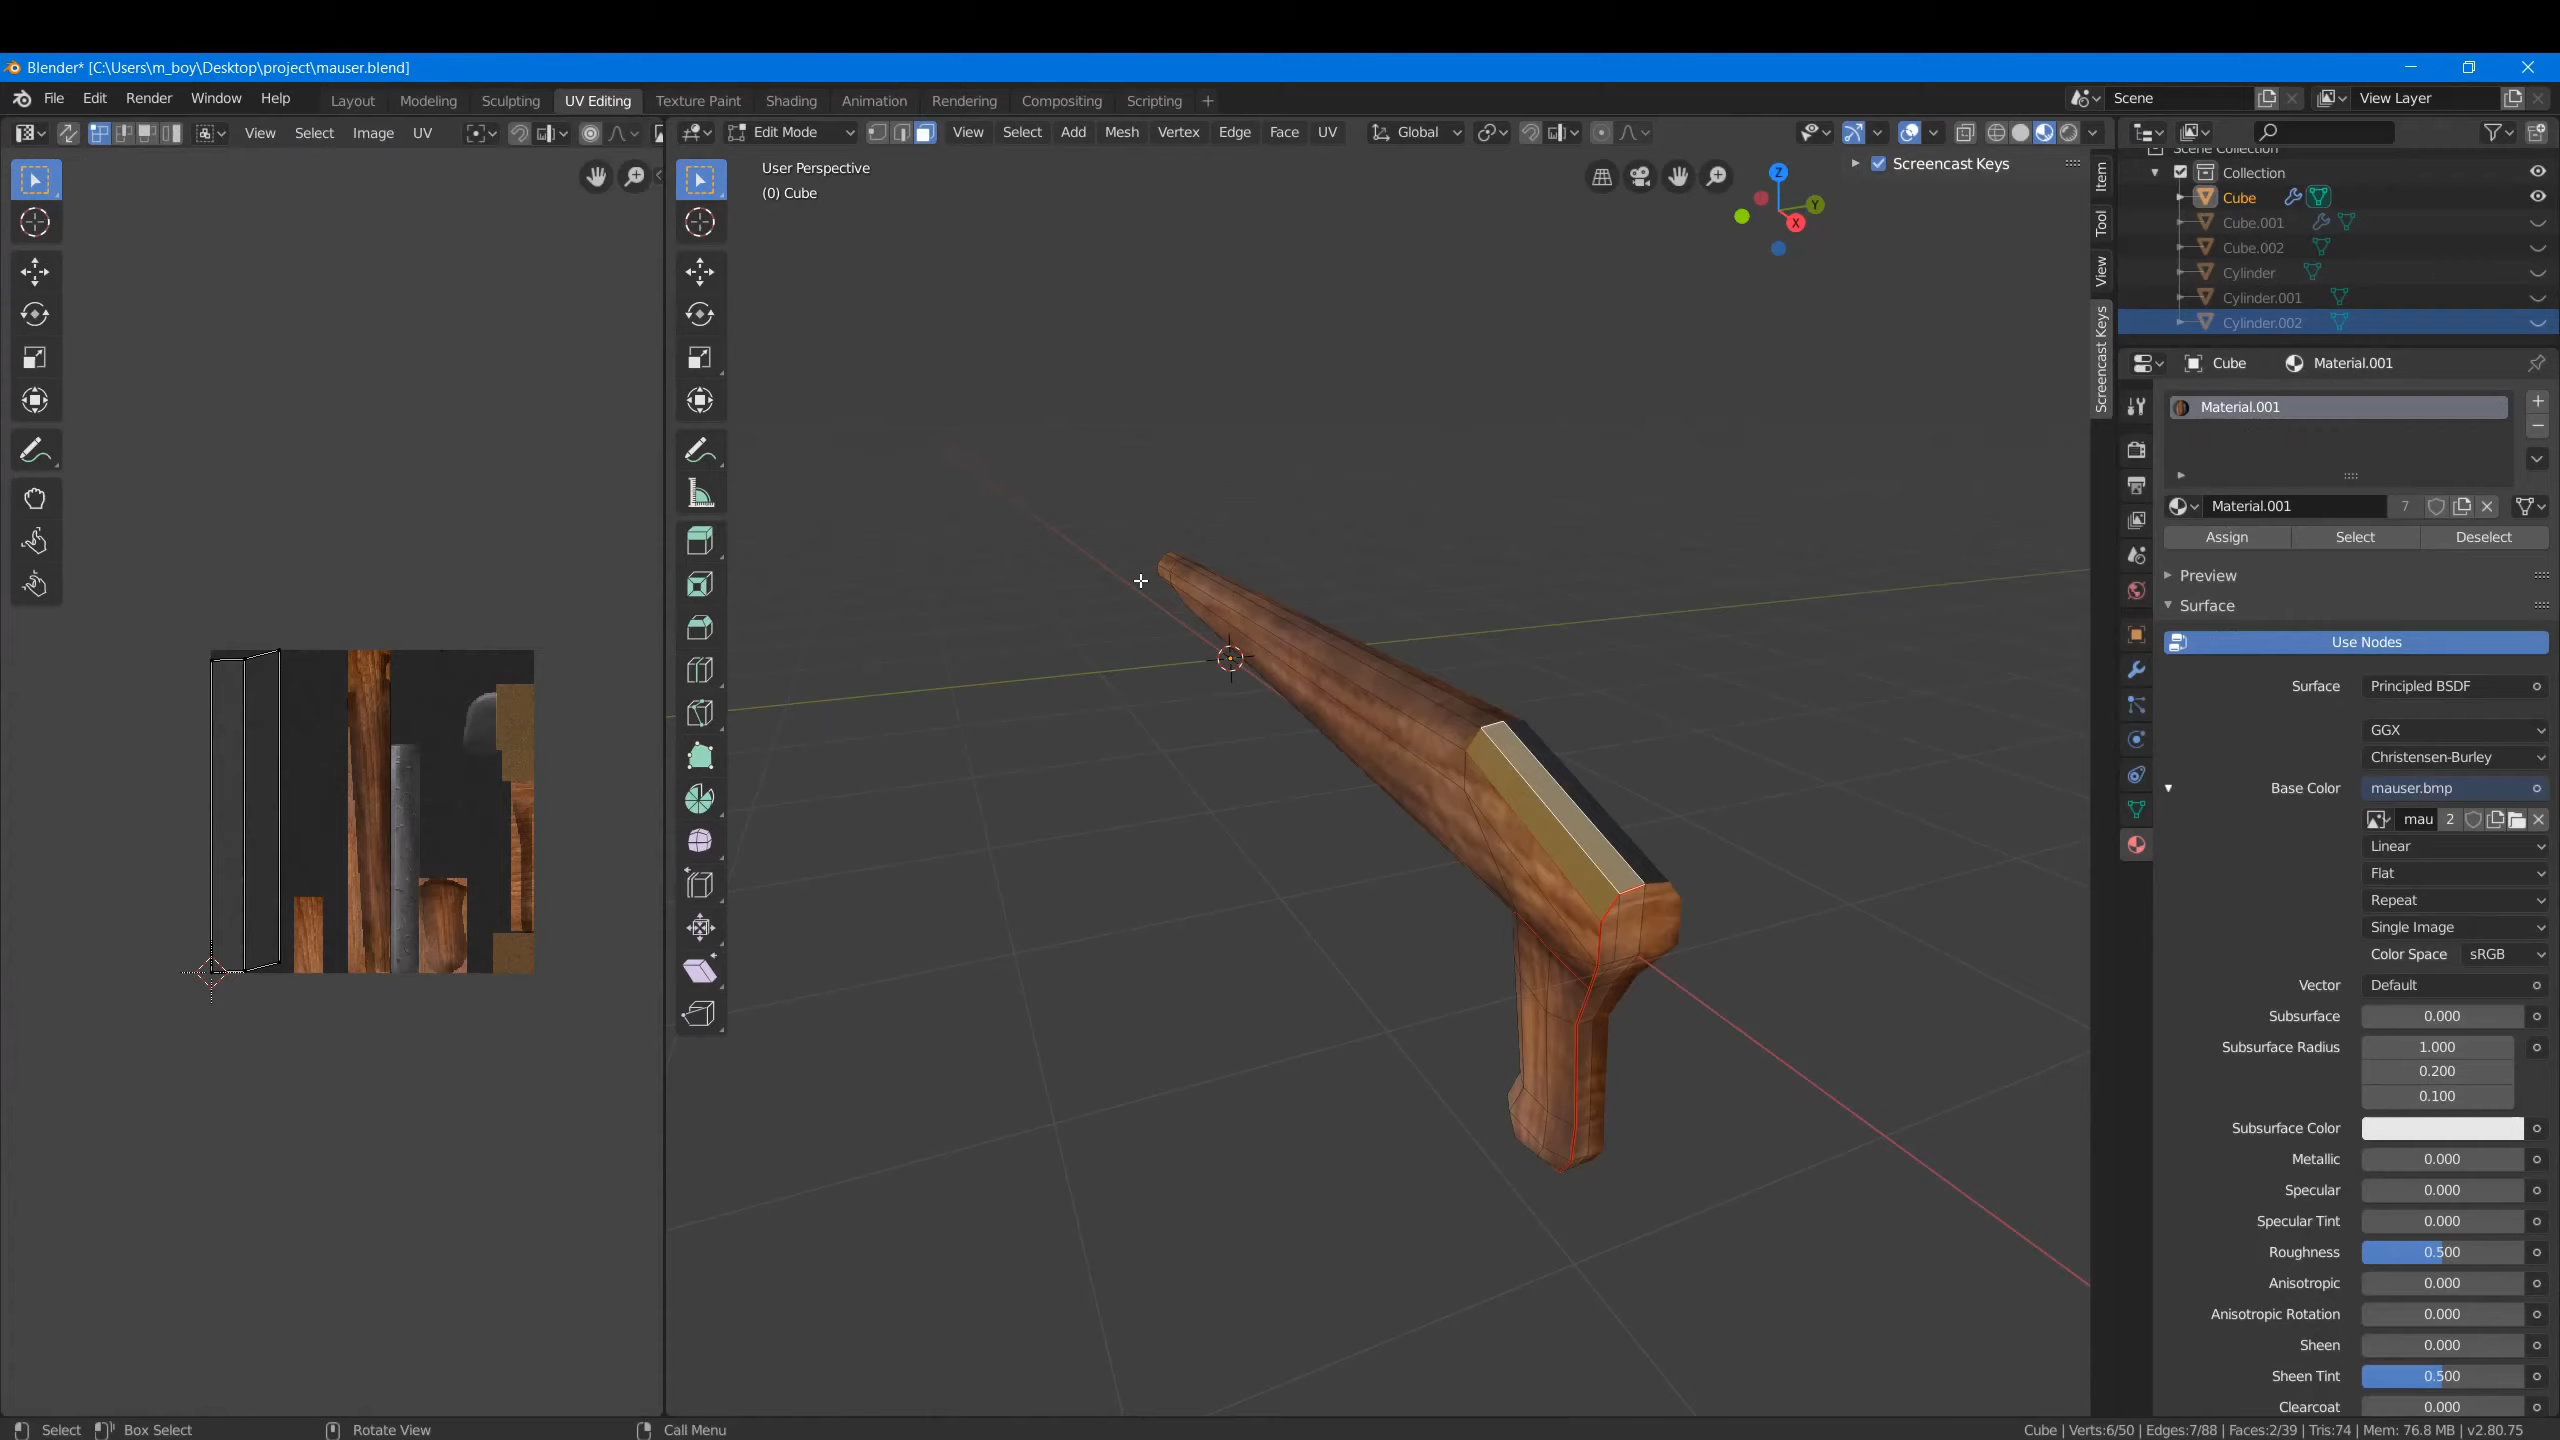 Blender* [C:\Users\m_boy\Desktop\project\mauser.blend]
File Edit Render Window Help Layout Modeling Sculpting UV Editing Texture Paint Shading Animation Rendering Compositing Scripting Scene View Layer
View Select Image UV Edit Mode View Select Add Mesh Vertex Edge Face UV Global
User Perspective
(0) Cube
Screencast Keys
Z
Y
X
Item
Tool
View
Screencast Keys
Scene Collection
Collection
Cube
Cube.001
Cube.002
Cylinder
Cylinder.001
Cylinder.002
Cube Material.001
Material.001
Material.001 7
Assign Select Deselect
Preview
Surface
Use Nodes
Surface Principled BSDF
GGX
Christensen-Burley
Base Color mauser.bmp
mau 2
Linear
Flat
Repeat
Single Image
Color Space sRGB
Vector Default
Subsurface 0.000
Subsurface Radius 1.000
0.200
0.100
Subsurface Color
Metallic 0.000
Specular 0.000
Specular Tint 0.000
Roughness 0.500
Anisotropic 0.000
Anisotropic Rotation 0.000
Sheen 0.000
Sheen Tint 0.500
Clearcoat 0.000
Select Box Select Rotate View Call Menu Cube | Verts:6/50 | Edges:7/88 | Faces:2/39 | Tris:74 | Mem: 76.8 MB | v2.80.75